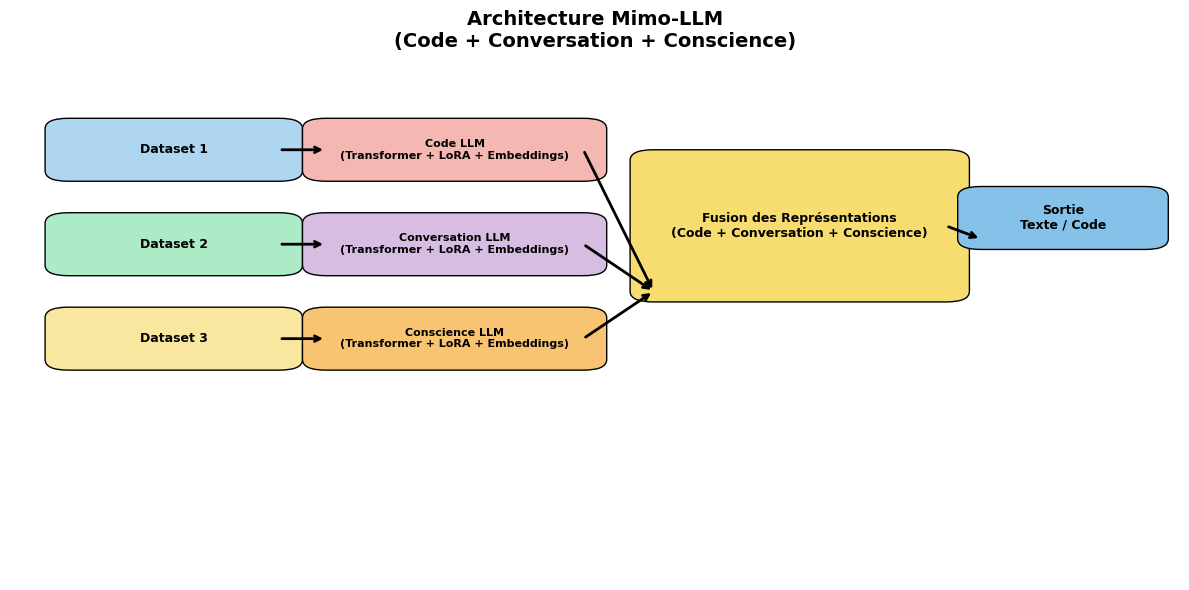 Architecture Mimo-LLM
(Code + Conversation + Conscience)
Dataset 1
Code LLM
(Transformer + LoRA + Embeddings)
Dataset 2
Conversation LLM
(Transformer + LoRA + Embeddings)
Dataset 3
Conscience LLM
(Transformer + LoRA + Embeddings)
Fusion des Représentations
(Code + Conversation + Conscience)
Sortie
Texte / Code